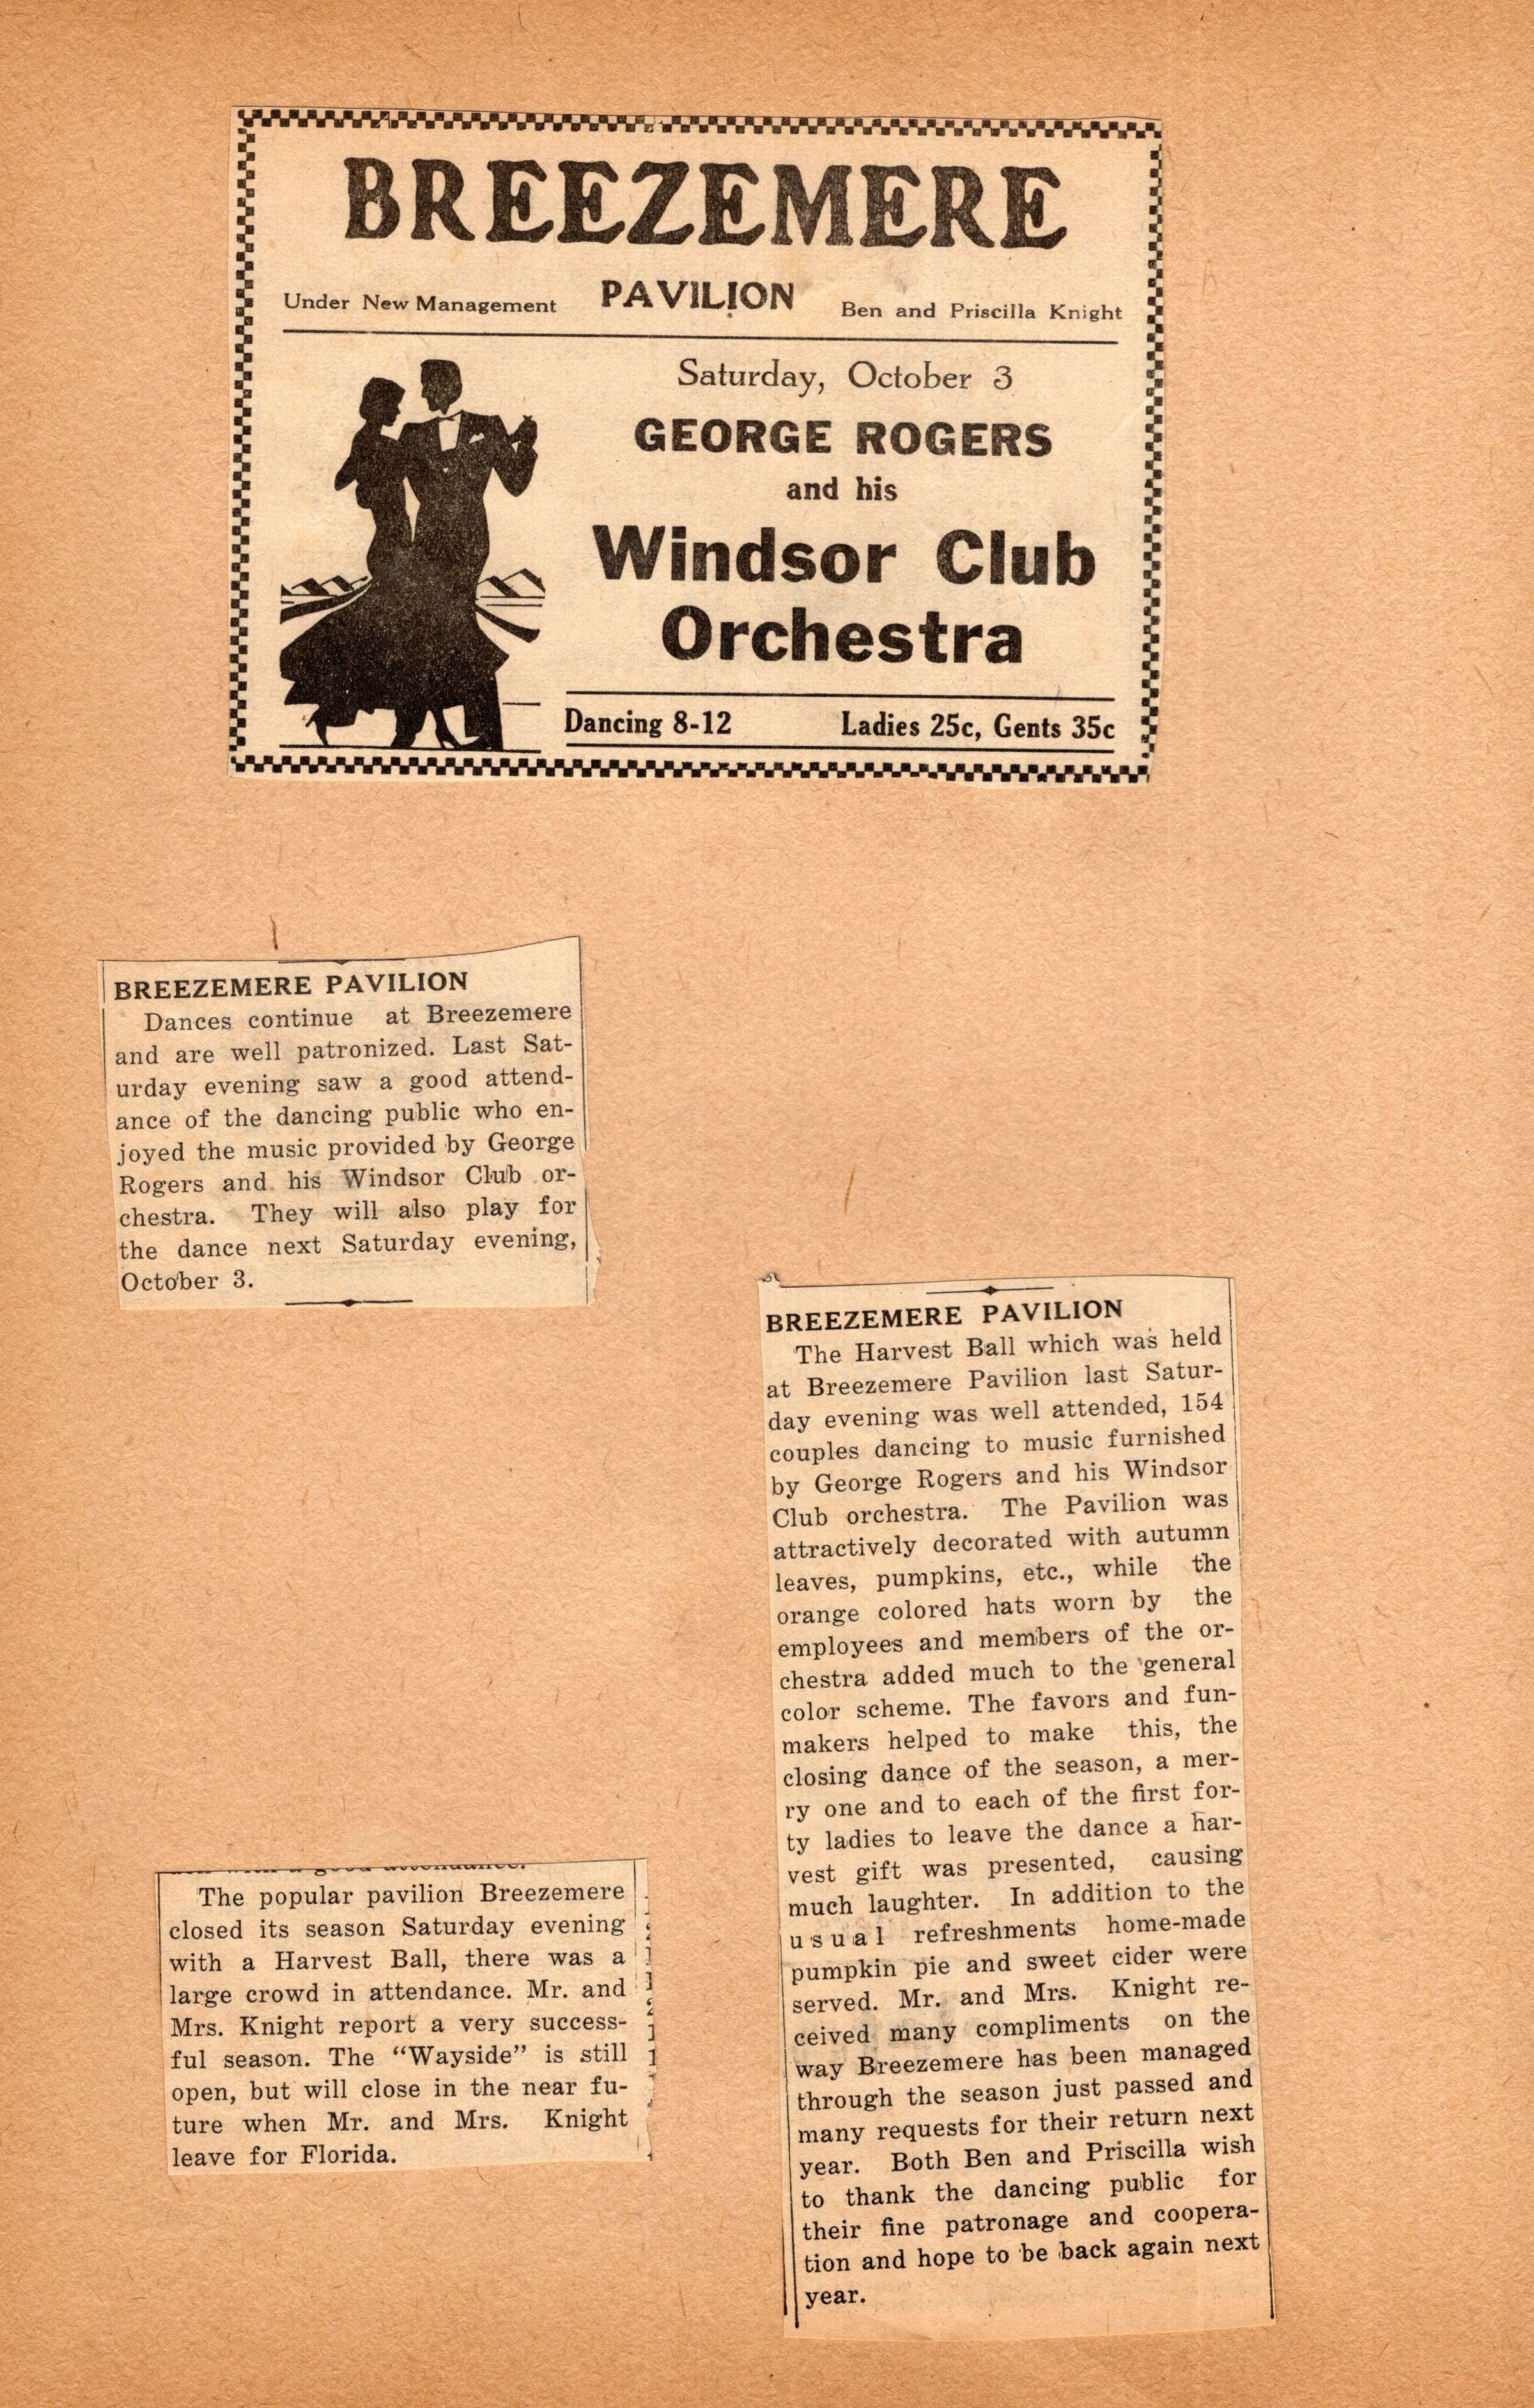 BREEZEMERE
Under New Management PAVILION Ben and Priscilla Knight
Saturday, October 3
GEORGE ROGERS
and his
Windsor Club
Orchestra
Dancing 8-12 Ladies 25c, Gents 35c
BREEZEMERE PAVILION
Dances continue at Breezemere
and are well patronized. Last Sat-
urday evening saw a good attend-
ance of the dancing public who en-
joyed the music provided by George
Rogers and his Windsor Club or-
chestra. They will also play for
the dance next Saturday evening,
October 3.
BREEZEMERE PAVILION
The Harvest Ball which was held
at Breezemere Pavilion last Satur-
day evening was well attended, 154
couples dancing to music furnished
by George Rogers and his Windsor
Club orchestra. The Pavilion was
attractively decorated with autumn
leaves, pumpkins, etc., while the
orange colored hats worn by the
employees and members of the or-
chestra added much to the general
color scheme. The favors and fun-
makers helped to make this, the
closing dance of the season, a mer-
ry one and to each of the first for-
ty ladies to leave the dance a har-
vest gift was presented, causing
much laughter. In addition to the
usual refreshments home-made
pumpkin pie and sweet cider were
served. Mr. and Mrs. Knight re-
ceived many compliments on the
way Breezemere has been managed
through the season just passed and
many requests for their return next
year. Both Ben and Priscilla wish
to thank the dancing public for
their fine patronage and coopera-
tion and hope to be back again next
year.
The popular pavilion Breezemere
closed its season Saturday evening
with a Harvest Ball, there was a
large crowd in attendance. Mr. and
Mrs. Knight report a very success-
ful season. The “Wayside” is still
open, but will close in the near fu-
ture when Mr. and Mrs. Knight
leave for Florida.